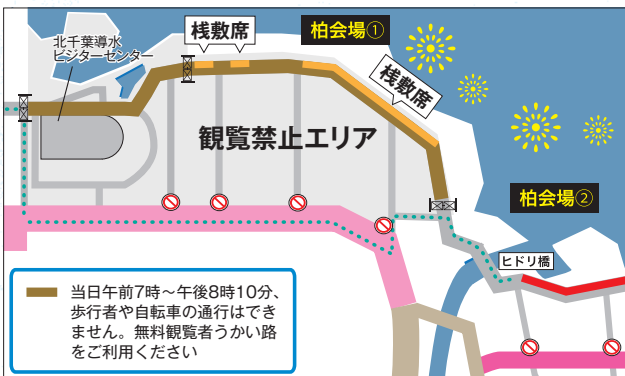 桟敷席
柏会場①
北千葉導水
ビジターセンター
桟敷席
観覧禁止エリア
柏会場②
ヒドリ橋
当日午前7時～午後8時10分、
歩行者や自転車の通行はでき
ません。無料観覧者うかい路
をご利用ください